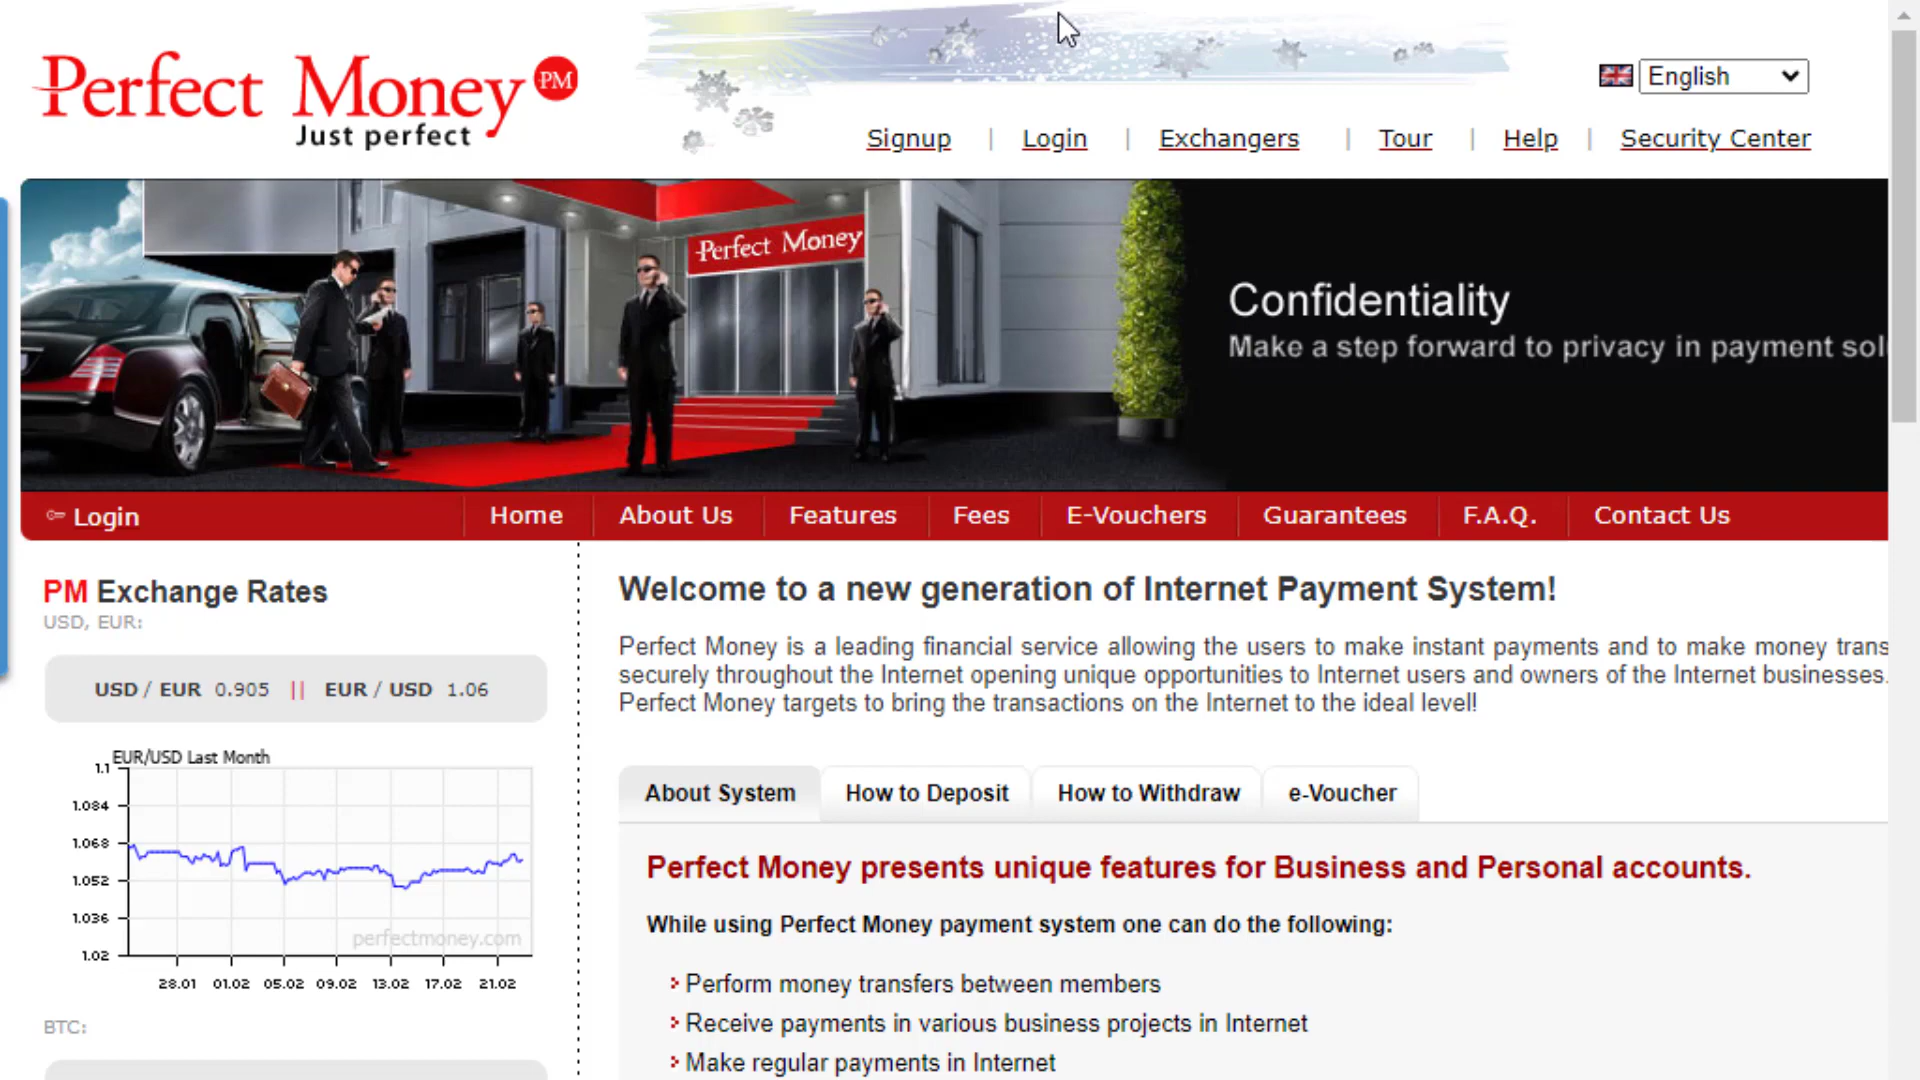 Perfect Money PM
Just perfect
English
Signup | Login | Exchangers | Tour | Help | Security Center
Perfect Money
Confidentiality
Make a step forward to privacy in payment sol
Login Home About Us Features Fees E-Vouchers Guarantees F.A.Q. Contact Us
PM Exchange Rates
USD, EUR:
USD / EUR 0.905 || EUR / USD 1.06
EUR/USD Last Month
1.1
1.084
1.068
1.052
1.036
1.02
perfectmoney.com
28.01 01.02 05.02 09.02 13.02 17.02 21.02
BTC:
Welcome to a new generation of Internet Payment System!
Perfect Money is a leading financial service allowing the users to make instant payments and to make money trans
securely throughout the Internet opening unique opportunities to Internet users and owners of the Internet businesses.
Perfect Money targets to bring the transactions on the Internet to the ideal level!
About System How to Deposit How to Withdraw e-Voucher
Perfect Money presents unique features for Business and Personal accounts.
While using Perfect Money payment system one can do the following:
Perform money transfers between members
Receive payments in various business projects in Internet
Make regular payments in Internet